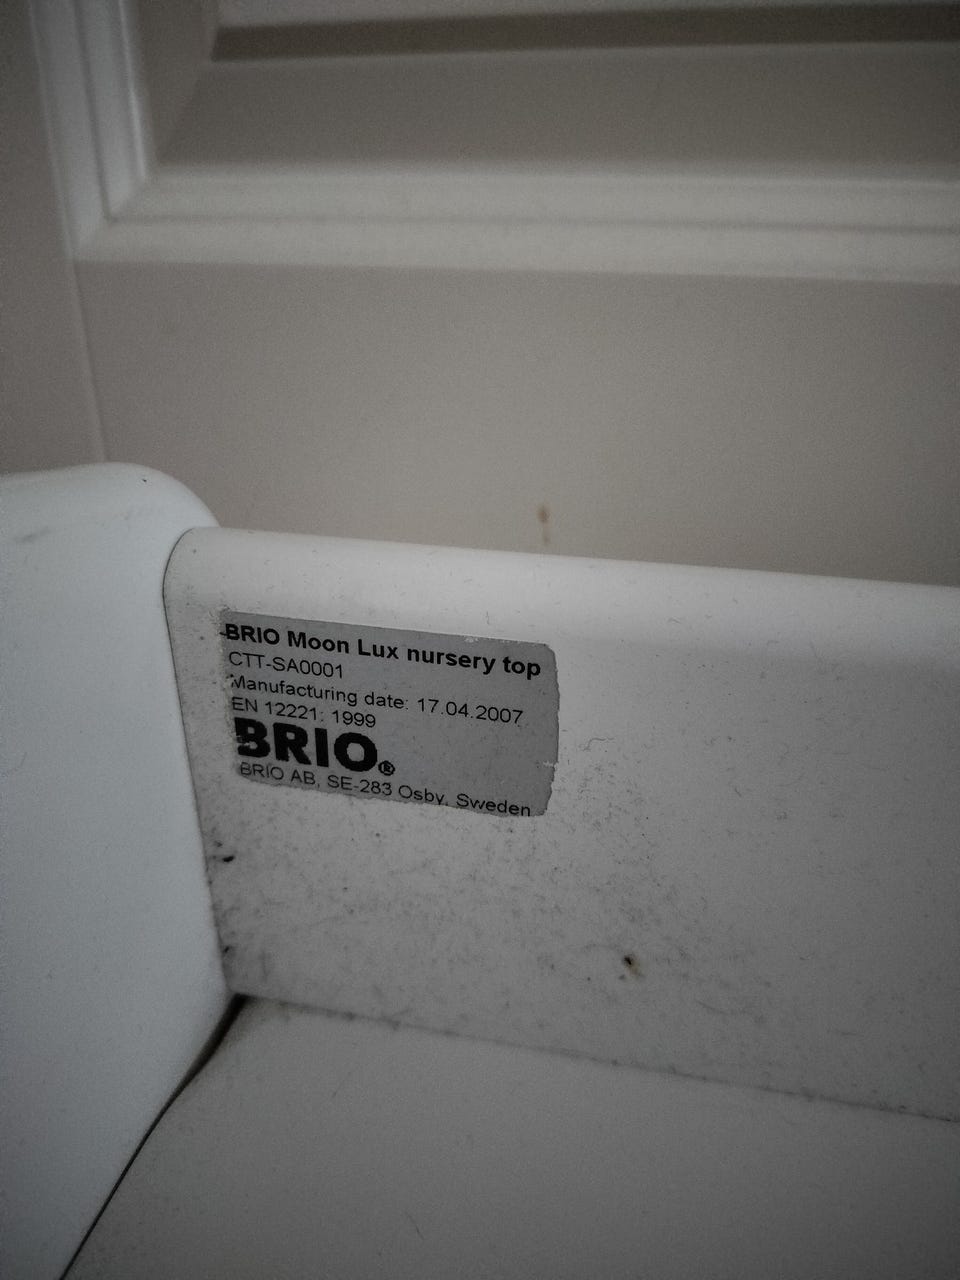 BRIO Moon Lux nursery top
CTT-SA0001
Manufacturing date: 17.04.2007
EN 12221: 1999
BRIO®
BRIO AB, SE-283 Osby, Sweden